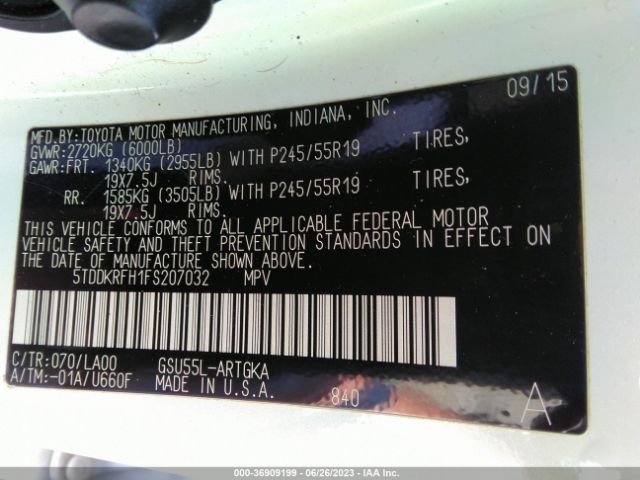 09/15
MFD.BY:TOYOTA MOTOR MANUFACTURING, INDIANA, INC.
GVWR:2720KG (6000LB)
GAWR:FRT. 1340KG (2955LB) WITH P245/55R19 TIRES,
19X7.5J RIMS.
RR. 1585KG (3505LB) WITH P245/55R19 TIRES,
19X7.5J RIMS.
THIS VEHICLE CONFORMS TO ALL APPLICABLE FEDERAL MOTOR
VEHICLE SAFETY AND THEFT PREVENTION STANDARDS IN EFFECT ON
THE DATE OF MANUFACTURE SHOWN ABOVE.
5TDDKRFH1FS207032 MPV
C/TR:070/LA00 GSU55L-ARTGKA
A/TM:-01A/U660F MADE IN U.S.A. 840 A
000-36909199 - 06/26/2023 - IAA Inc.